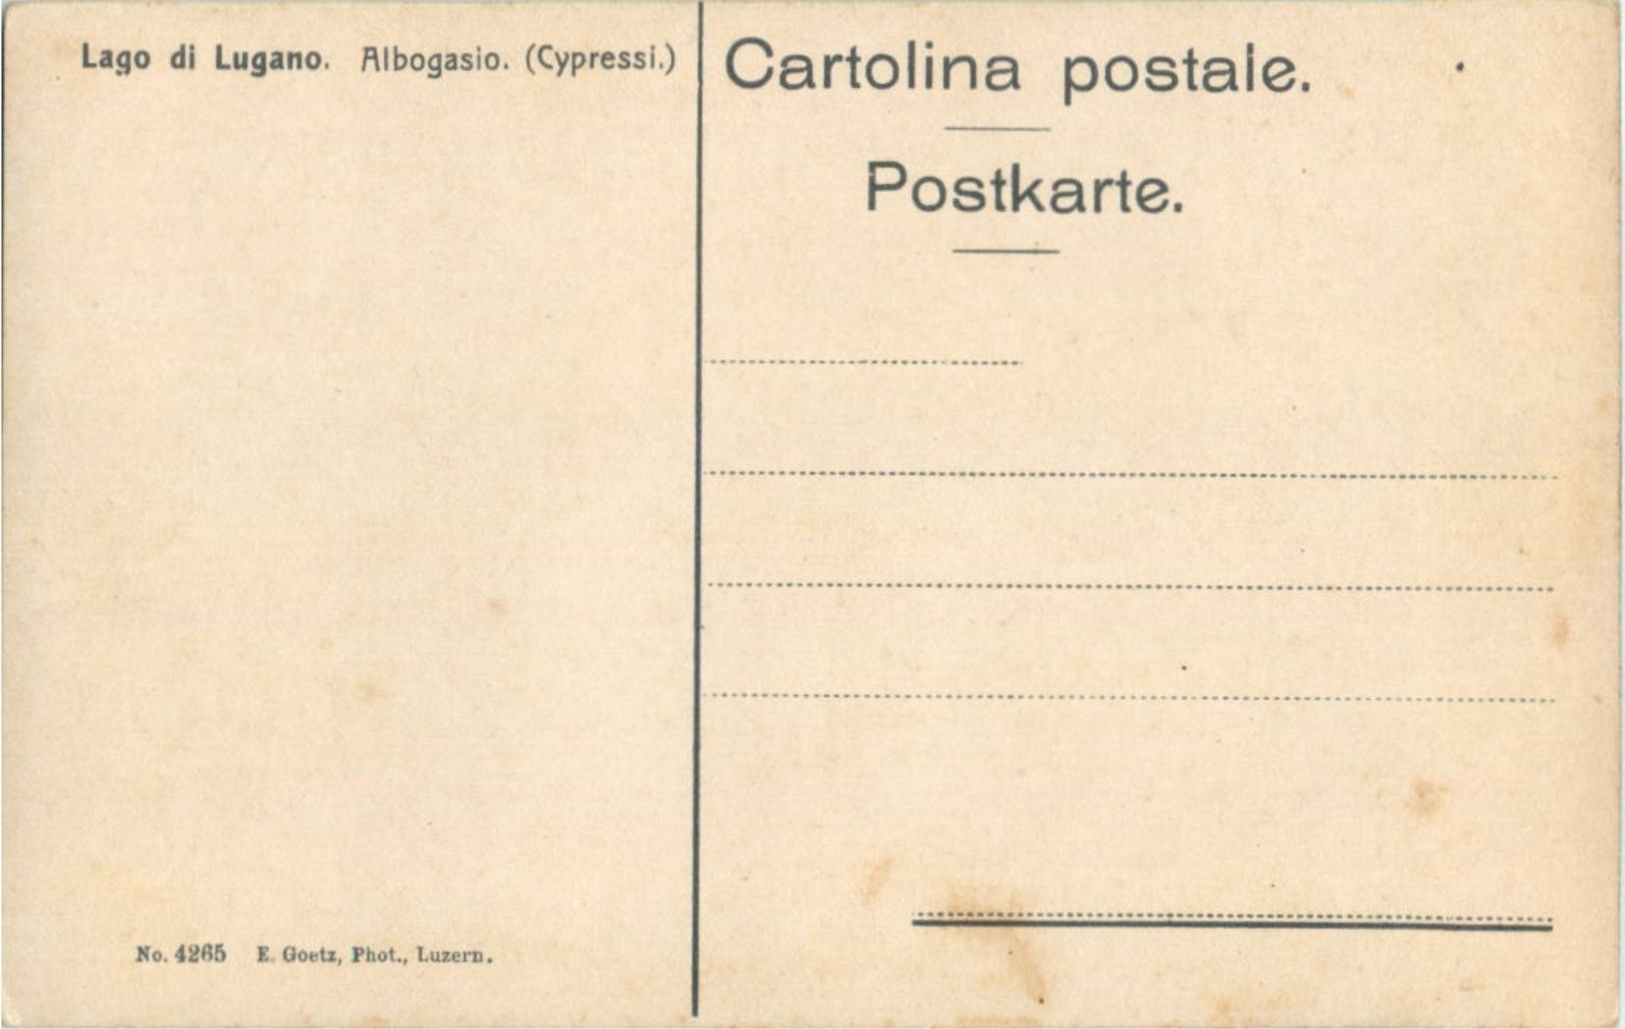 Lago di Lugano. Albogasio. (Cypressi.)
Cartolina postale.
Postkarte.
No. 4265 E. Goetz, Phot., Luzern.